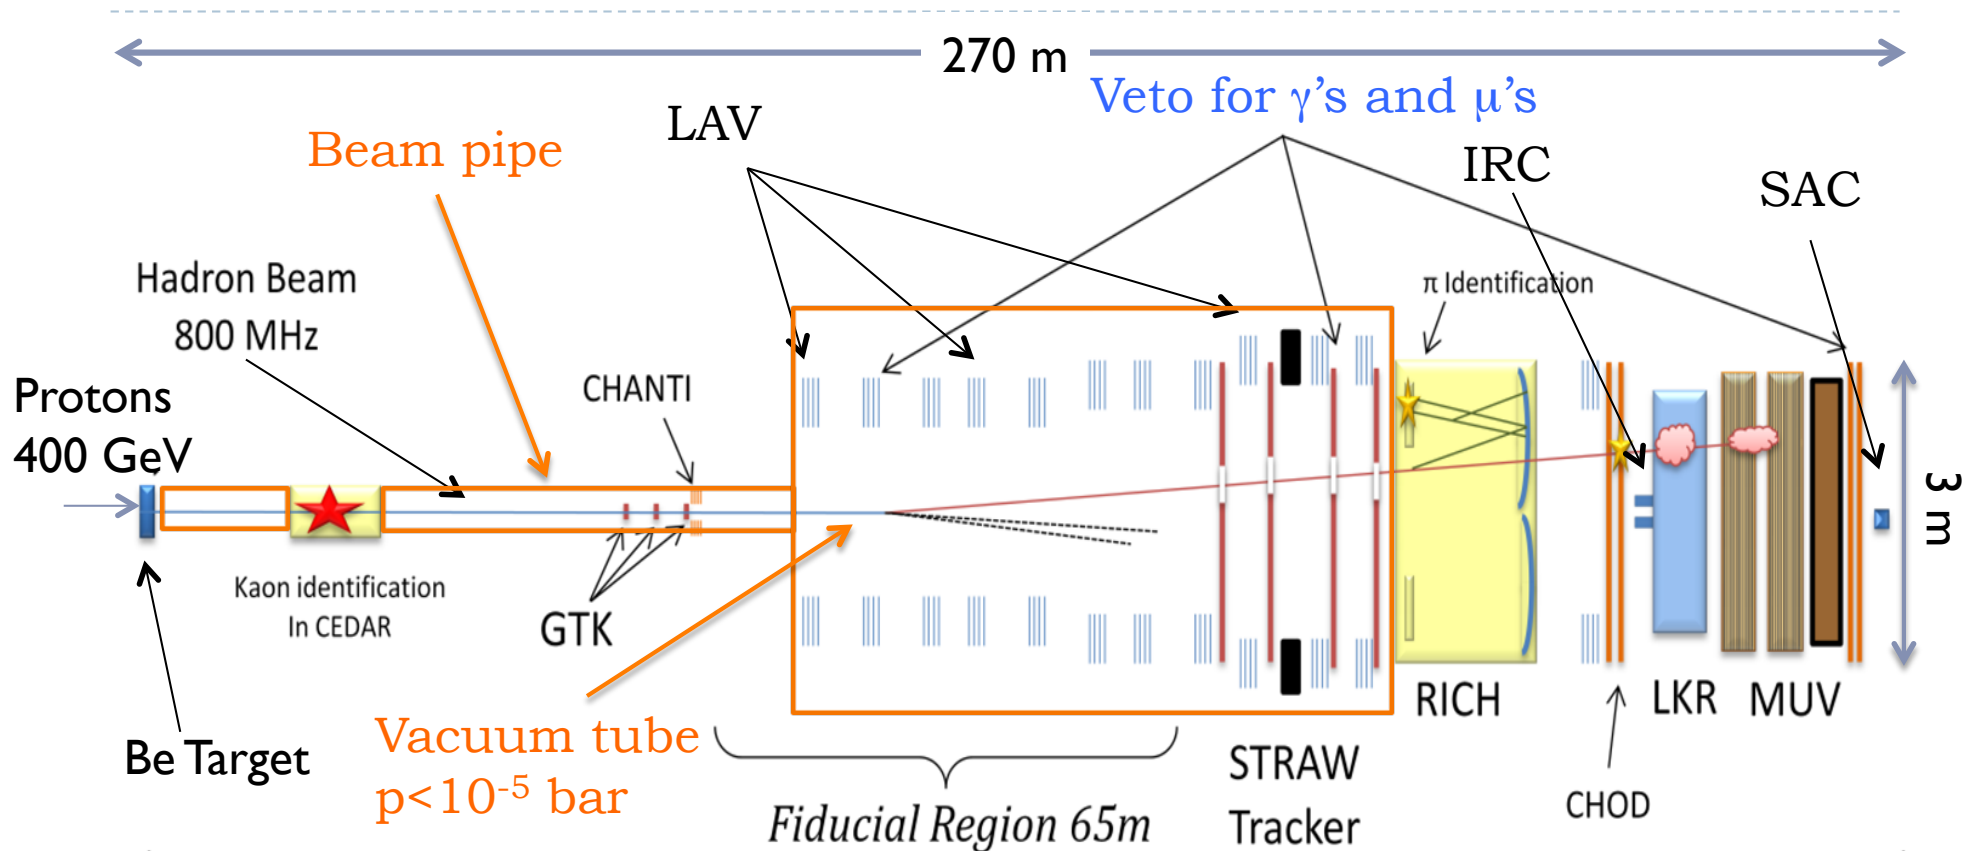 270 m
Veto for γ's and μ's
LAV
Beam pipe
IRC
SAC
Hadron Beam
800 MHz
π Identification
CHANTI
Protons
400 GeV
3 m
Kaon identification
In CEDAR
GTK
RICH
LKR
MUV
Be Target
Vacuum tube
p<10⁻⁵ bar
STRAW
Tracker
CHOD
Fiducial Region 65m